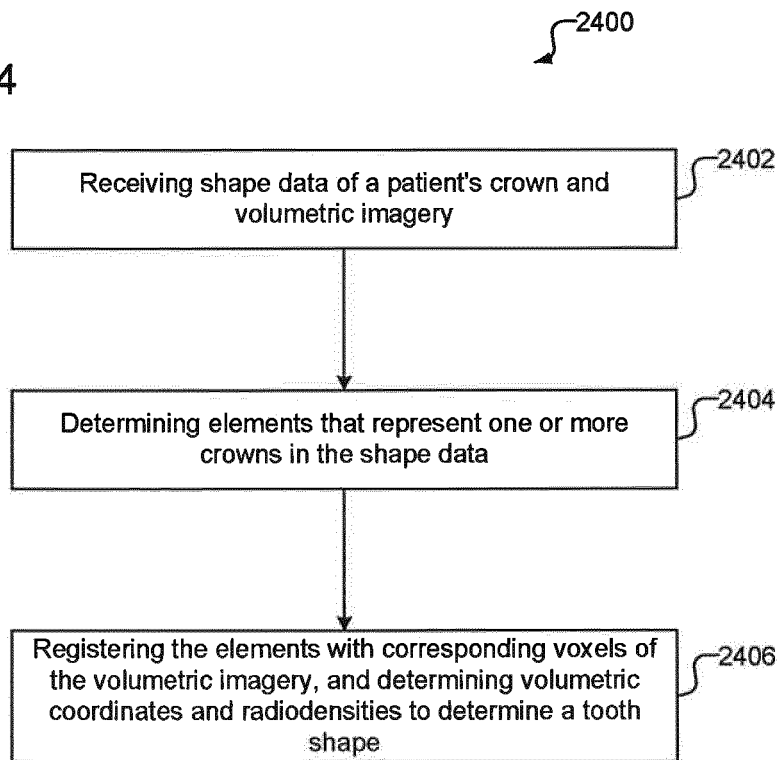 2400
4
2402
Receiving shape data of a patient's crown and
volumetric imagery
2404
Determining elements that represent one or more
crowns in the shape data
2406
Registering the elements with corresponding voxels of
the volumetric imagery, and determining volumetric
coordinates and radiodensities to determine a tooth
shape